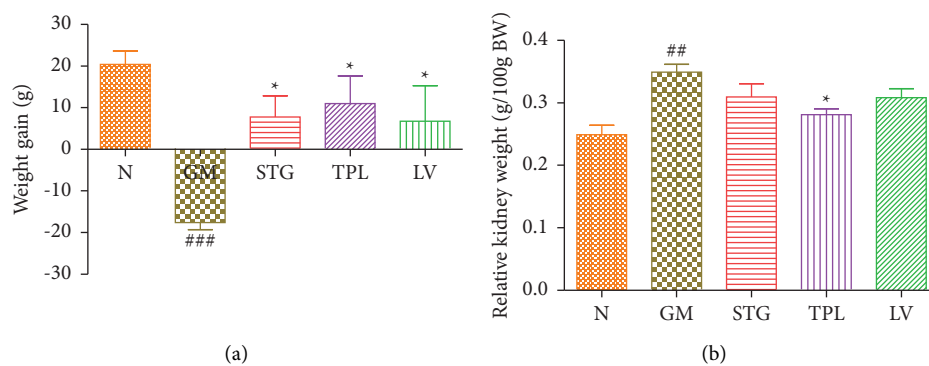 Weight gain (g)
30
20
10
0
-10
-20
-30
N
GM
STG
TPL
LV
*
*
*
###
(a)
Relative kidney weight (g/100g BW)
0.4
0.3
0.2
0.1
0.0
##
*
N
GM
STG
TPL
LV
(b)